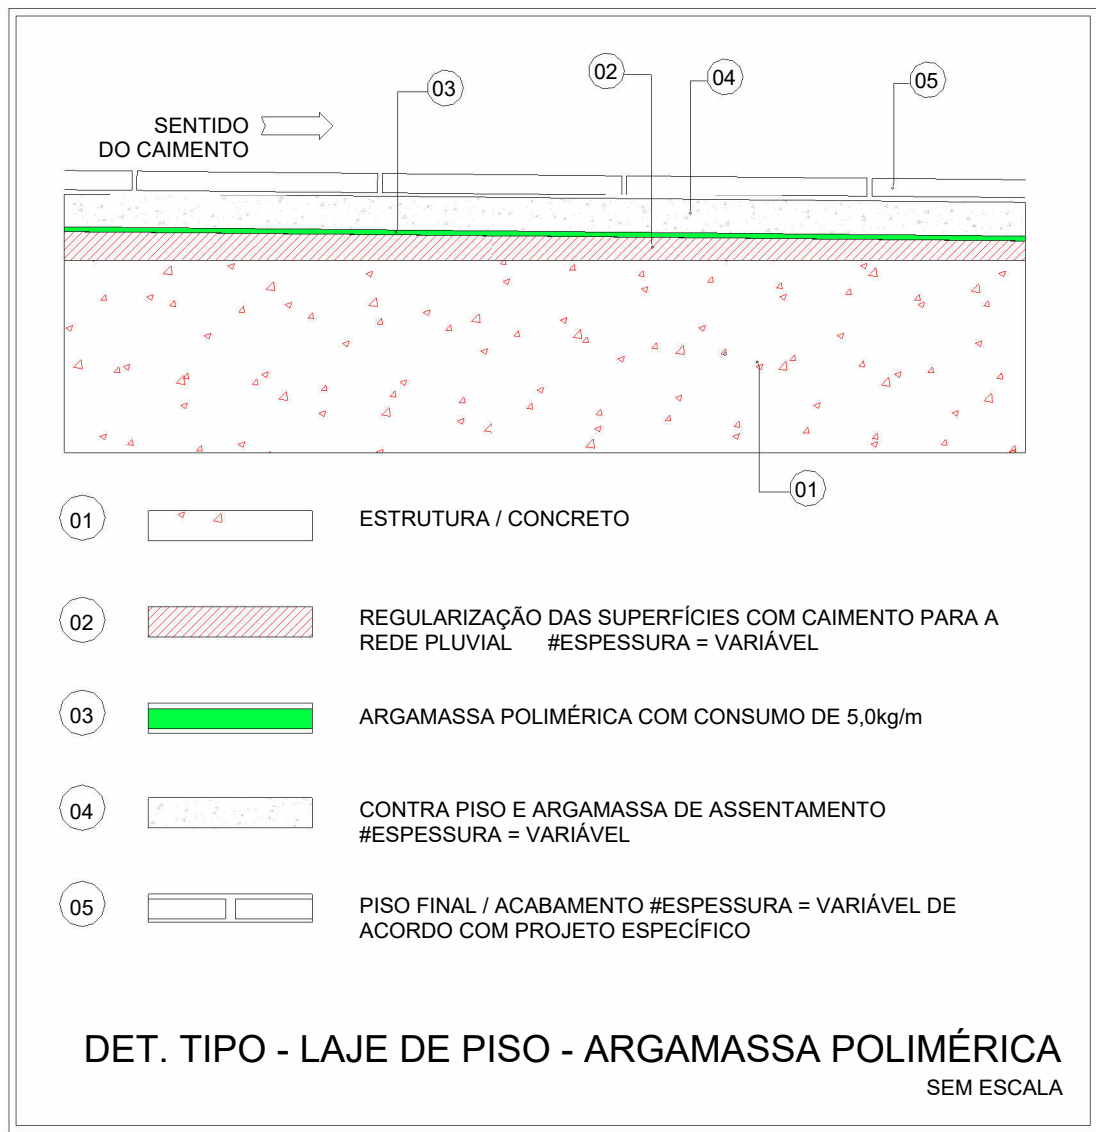 02
04
05
03
SENTIDO
DO CAIMENTO
01
01
ESTRUTURA / CONCRETO
02
REGULARIZAÇÃO DAS SUPERFÍCIES COM CAIMENTO PARA A
REDE PLUVIAL #ESPESSURA = VARIÁVEL
03
ARGAMASSA POLIMÉRICA COM CONSUMO DE 5,0kg/m
04
CONTRA PISO E ARGAMASSA DE ASSENTAMENTO
#ESPESSURA = VARIÁVEL
05
PISO FINAL / ACABAMENTO #ESPESSURA = VARIÁVEL DE
ACORDO COM PROJETO ESPECÍFICO
DET. TIPO - LAJE DE PISO - ARGAMASSA POLIMÉRICA
SEM ESCALA